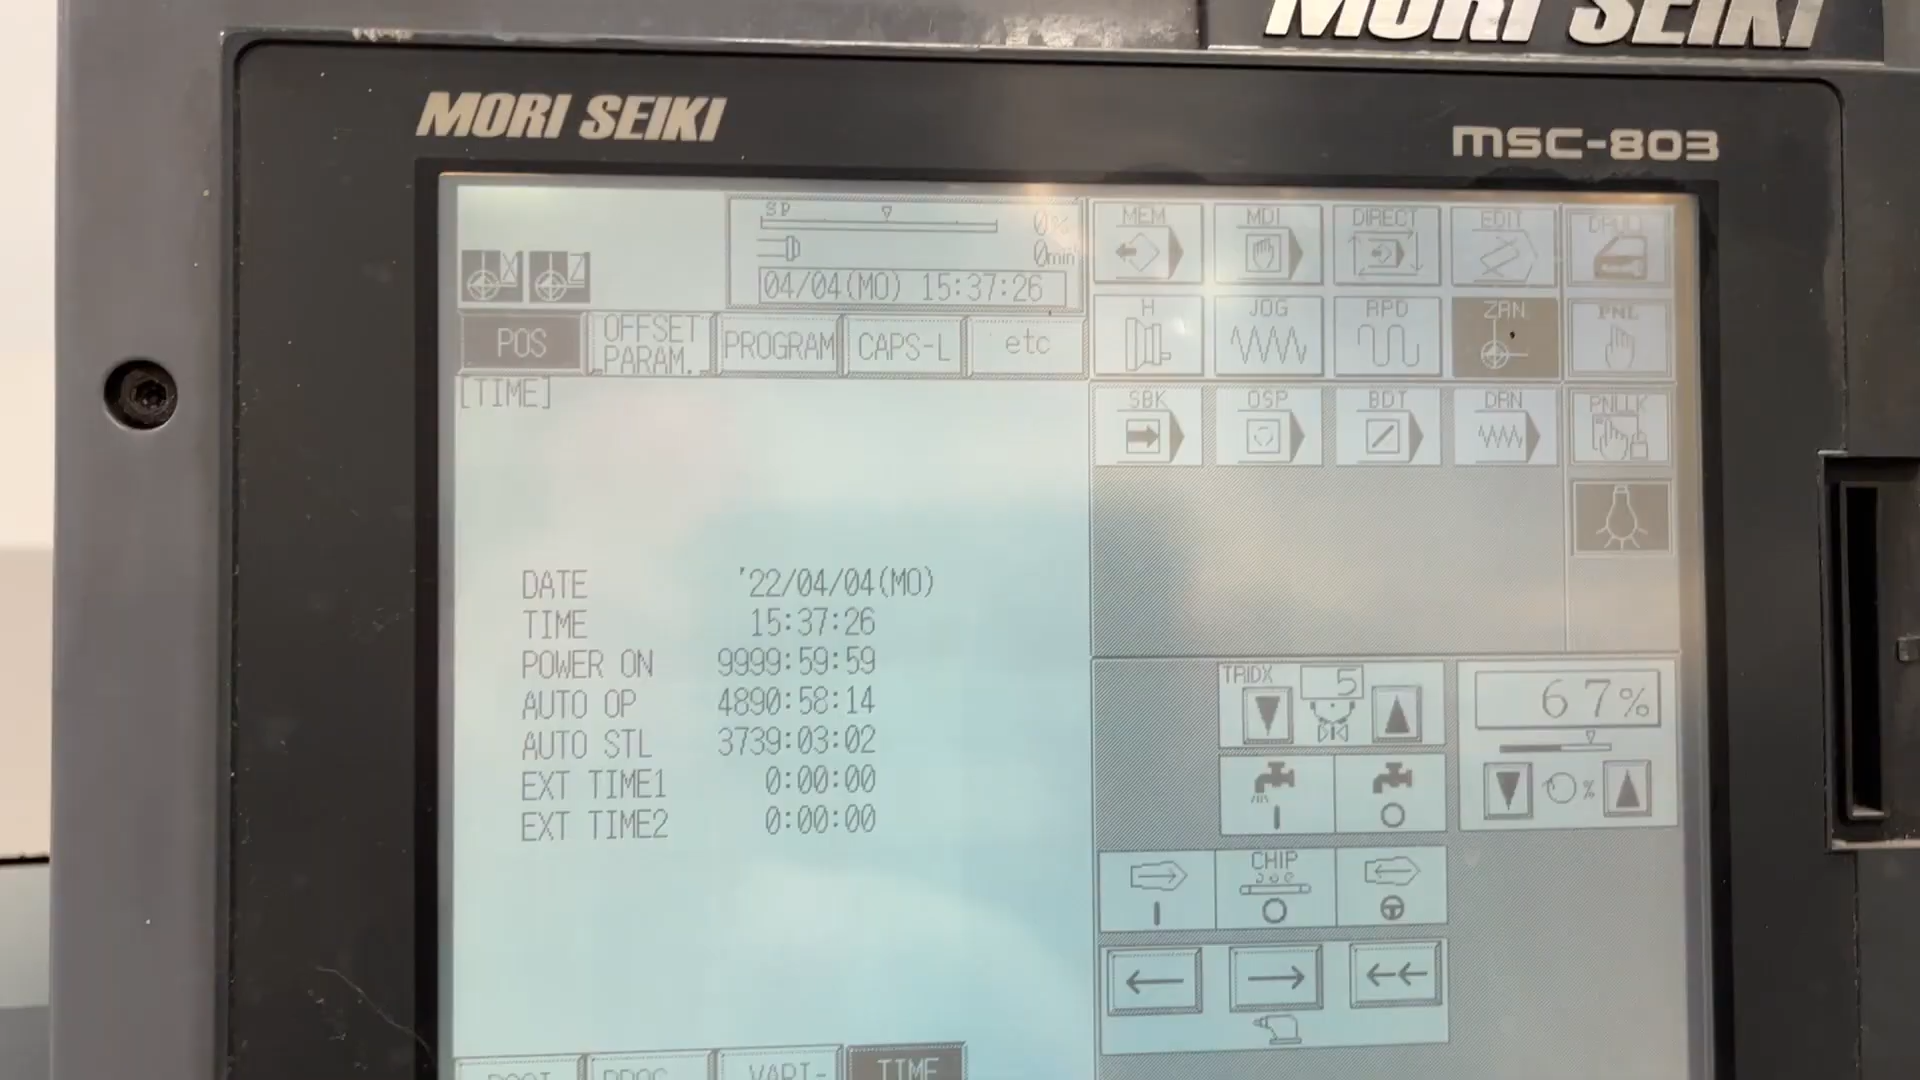 MORI SEIKI
MORI SEIKI
MSC-803
SP
0%
0min
04/04(MO) 15:37:26
X
Z
MEM
MDI
DIRECT
EDIT
POS
OFFSET PARAM.
PROGRAM
CAPS-L
etc
H
JOG
RPD
ZRN
PNL
[TIME]
SBK
OSP
BDT
DRN
PNLLK
DATE '22/04/04(MO)
TIME 15:37:26
POWER ON 9999:59:59
AUTO OP 4890:58:14
AUTO STL 3739:03:02
EXT TIME1 0:00:00
EXT TIME2 0:00:00
TRIDX
5
67%
%
CHIP
VARI-
TIME